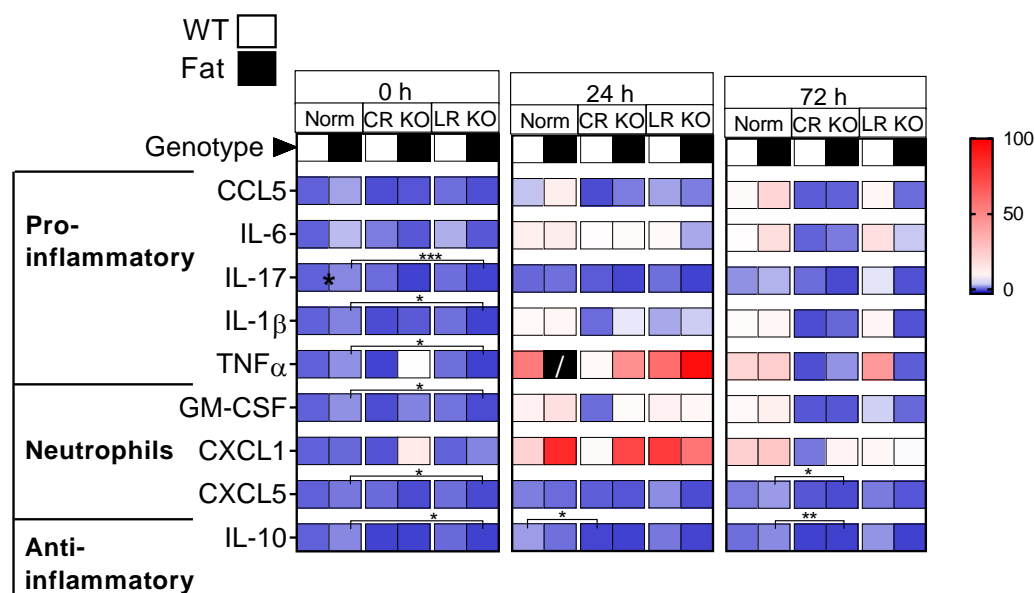 WT
Fat
0 h
24 h
72 h
Norm CR KO LR KO
Norm CR KO LR KO
Norm CR KO LR KO
Genotype
100
50
0
Pro-
inflammatory
CCL5
IL-6
***
IL-17
*
*
IL-1β
*
TNFα
/
*
Neutrophils
GM-CSF
CXCL1
* *
CXCL5
* * **
Anti-
inflammatory
IL-10